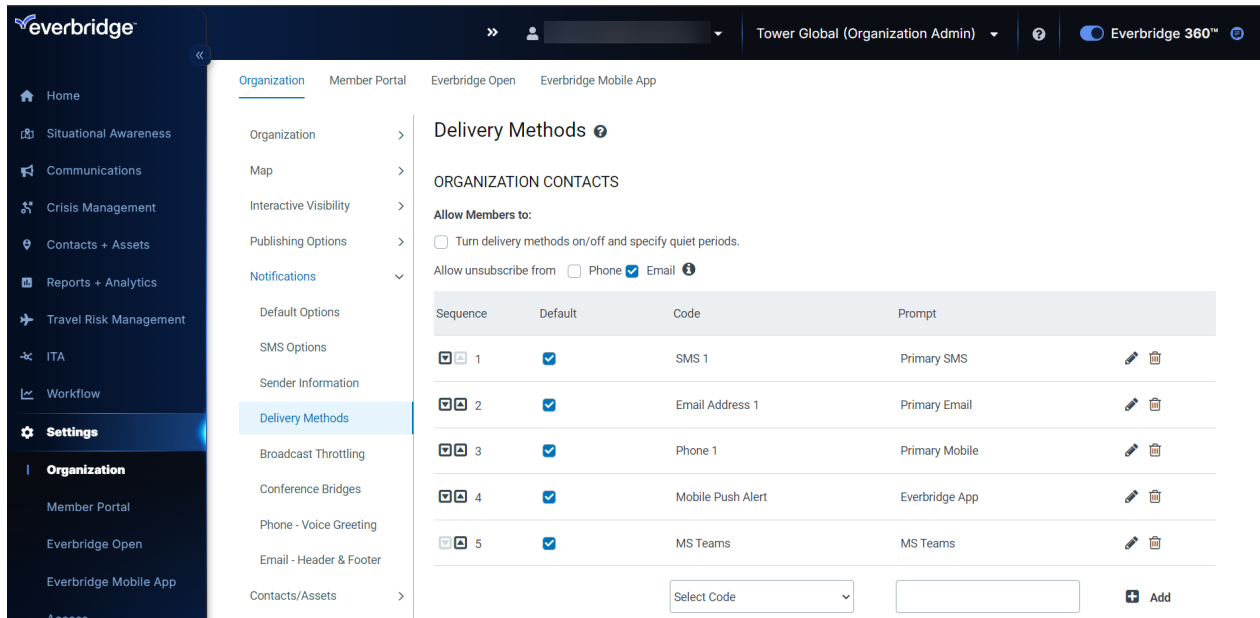 everbridge™
Tower Global (Organization Admin)
Everbridge 360™
Home
Situational Awareness
Communications
Crisis Management
Contacts + Assets
Reports + Analytics
Travel Risk Management
ITA
Workflow
Settings
Organization
Member Portal
Everbridge Open
Everbridge Mobile App
Access
Organization Member Portal Everbridge Open Everbridge Mobile App
Organization
Map
Interactive Visibility
Publishing Options
Notifications
Default Options
SMS Options
Sender Information
Delivery Methods
Broadcast Throttling
Conference Bridges
Phone - Voice Greeting
Email - Header & Footer
Contacts/Assets
Delivery Methods
ORGANIZATION CONTACTS
Allow Members to:
Turn delivery methods on/off and specify quiet periods.
Allow unsubscribe from Phone Email
Sequence Default Code Prompt
1 SMS 1 Primary SMS
2 Email Address 1 Primary Email
3 Phone 1 Primary Mobile
4 Mobile Push Alert Everbridge App
5 MS Teams MS Teams
Select Code Add